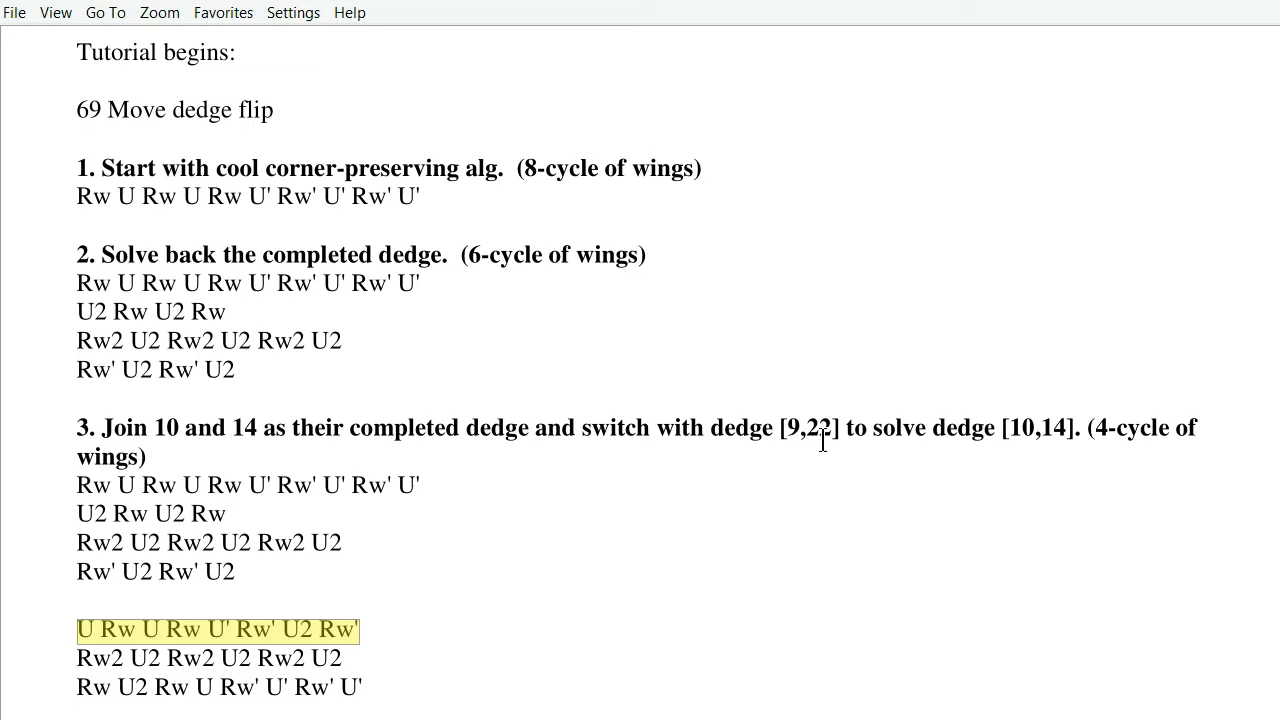 File View Go To Zoom Favorites Settings Help
Tutorial begins:
69 Move dedge flip
1. Start with cool corner-preserving alg. (8-cycle of wings)
Rw U Rw U Rw U' Rw' U' Rw' U'
2. Solve back the completed dedge. (6-cycle of wings)
Rw U Rw U Rw U' Rw' U' Rw' U'
U2 Rw U2 Rw
Rw2 U2 Rw2 U2 Rw2 U2
Rw' U2 Rw' U2
3. Join 10 and 14 as their completed dedge and switch with dedge [9,22] to solve dedge [10,14]. (4-cycle of
wings)
Rw U Rw U Rw U' Rw' U' Rw' U'
U2 Rw U2 Rw
Rw2 U2 Rw2 U2 Rw2 U2
Rw' U2 Rw' U2
U Rw U Rw U' Rw' U2 Rw'
Rw2 U2 Rw2 U2 Rw2 U2
Rw U2 Rw U Rw' U' Rw' U'